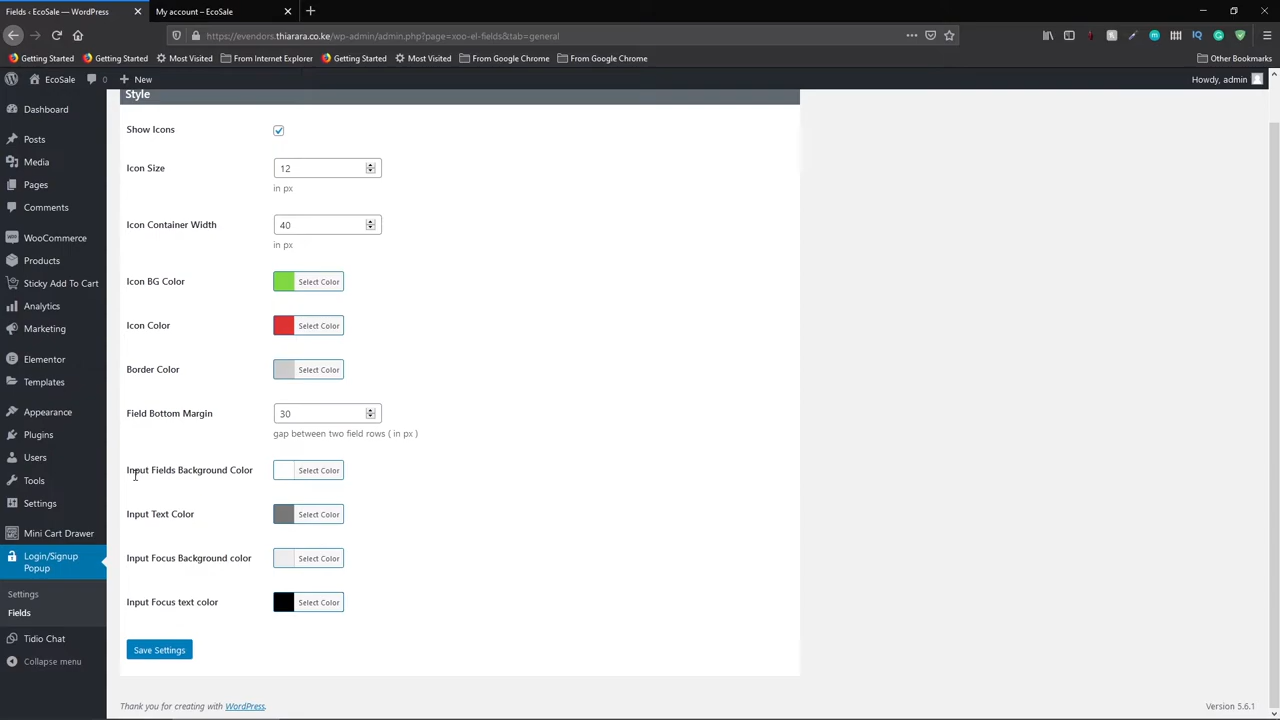 Fields ‹ EcoSale — WordPress
My account – EcoSale
https://evendors.thiarara.co.ke/wp-admin/admin.php?page=xoo-el-fields&tab=general
Getting Started
Getting Started
Most Visited
From Internet Explorer
Getting Started
Most Visited
From Google Chrome
From Google Chrome
Other Bookmarks
EcoSale
0
New
Howdy, admin
Dashboard
Posts
Media
Pages
Comments
WooCommerce
Products
Sticky Add To Cart
Analytics
Marketing
Elementor
Templates
Appearance
Plugins
Users
Tools
Settings
Mini Cart Drawer
Login/Signup
Popup
Settings
Fields
Tidio Chat
Collapse menu
Style
Show Icons
Icon Size
12
in px
Icon Container Width
40
in px
Icon BG Color
Select Color
Icon Color
Select Color
Border Color
Select Color
Field Bottom Margin
30
gap between two field rows ( in px )
Input Fields Background Color
Select Color
Input Text Color
Select Color
Input Focus Background color
Select Color
Input Focus text color
Select Color
Save Settings
Thank you for creating with WordPress.
Version 5.6.1